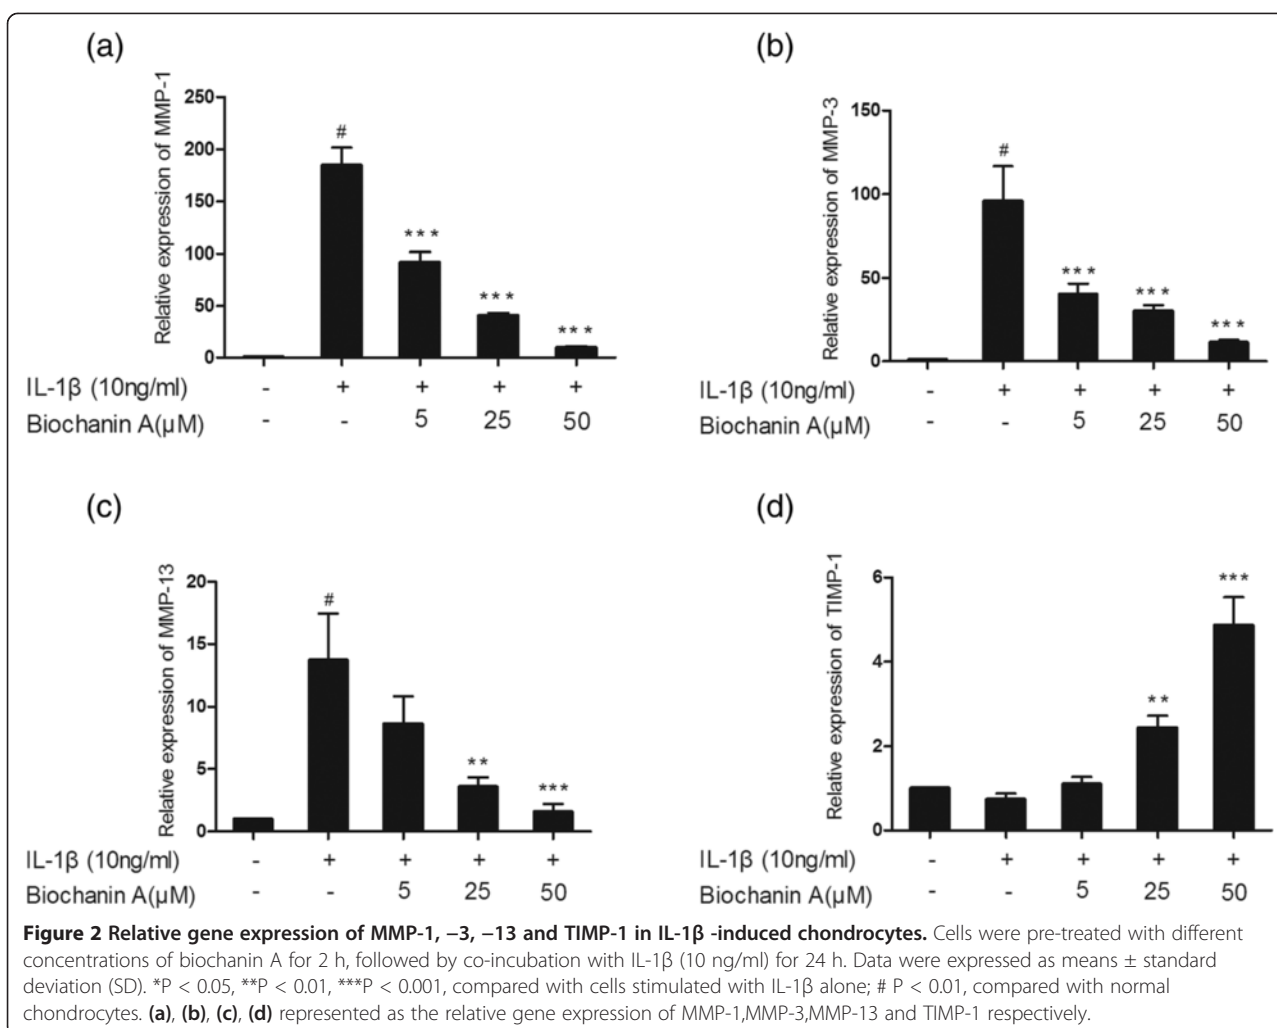 (a)
Relative expression of MMP-1
250
200
150
100
50
0
#
***
***
***
IL-1β (10ng/ml) - + + + +
Biochanin A(µM) - - 5 25 50
(b)
Relative expression of MMP-3
150
100
50
0
#
***
***
***
IL-1β (10ng/ml) - + + + +
Biochanin A(µM) - - 5 25 50
(c)
Relative expression of MMP-13
20
15
10
5
0
#
**
***
IL-1β (10ng/ml) - + + + +
Biochanin A(µM) - - 5 25 50
(d)
Relative expression of TIMP-1
6
4
2
0
**
***
IL-1β (10ng/ml) - + + + +
Biochanin A(µM) - - 5 25 50
Figure 2 Relative gene expression of MMP-1, −3, −13 and TIMP-1 in IL-1β -induced chondrocytes. Cells were pre-treated with different
concentrations of biochanin A for 2 h, followed by co-incubation with IL-1β (10 ng/ml) for 24 h. Data were expressed as means ± standard
deviation (SD). *P < 0.05, **P < 0.01, ***P < 0.001, compared with cells stimulated with IL-1β alone; # P < 0.01, compared with normal
chondrocytes. (a), (b), (c), (d) represented as the relative gene expression of MMP-1,MMP-3,MMP-13 and TIMP-1 respectively.